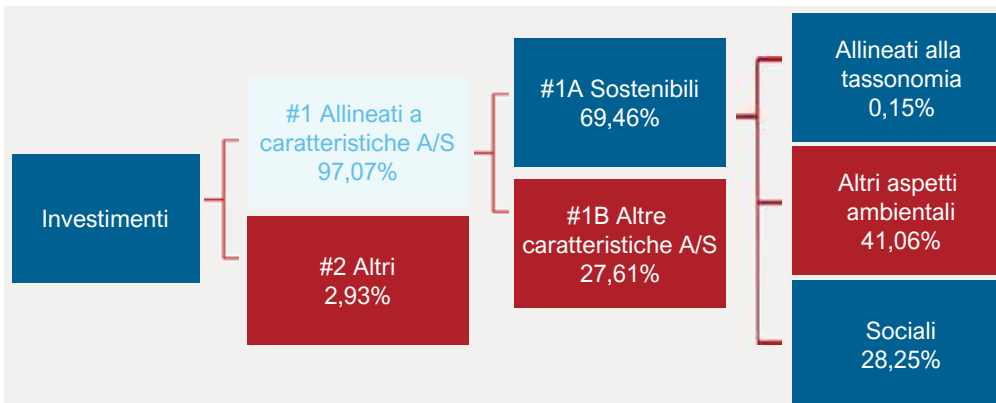 Investimenti
#1 Allineati a
caratteristiche A/S
97,07%
#2 Altri
2,93%
#1A Sostenibili
69,46%
#1B Altre
caratteristiche A/S
27,61%
Allineati alla
tassonomia
0,15%
Altri aspetti
ambientali
41,06%
Sociali
28,25%